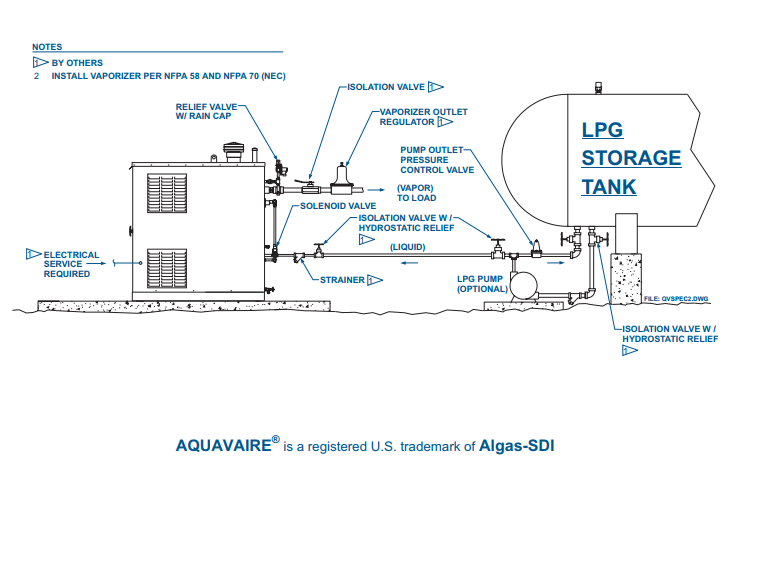 NOTES
1 BY OTHERS
2 INSTALL VAPORIZER PER NFPA 58 AND NFPA 70 (NEC)
ISOLATION VALVE 1
RELIEF VALVE
W/ RAIN CAP
VAPORIZER OUTLET
REGULATOR 1
PUMP OUTLET
PRESSURE
CONTROL VALVE
LPG
STORAGE
TANK
(VAPOR)
TO LOAD
SOLENOID VALVE
ISOLATION VALVE W /
HYDROSTATIC RELIEF
1
(LIQUID)
1 ELECTRICAL
SERVICE
REQUIRED
STRAINER 1
LPG PUMP
(OPTIONAL)
FILE: QVSPEC2.DWG
ISOLATION VALVE W /
HYDROSTATIC RELIEF
1
AQUAVAIRE® is a registered U.S. trademark of Algas-SDI